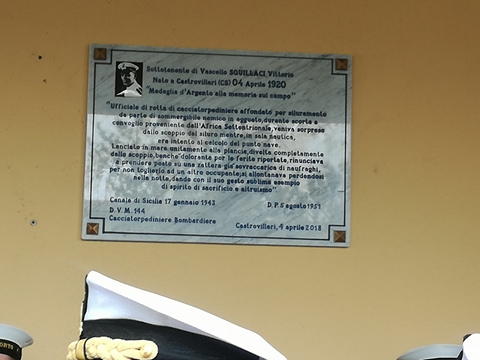 Sottotenente di Vascello SQUILLACI Vittorio
Nato a Castrovillari (CS) 04 Aprile 1920
"Medaglia d'Argento alla memoria sul campo"
"Ufficiale di rotta di cacciatorpediniere affondato per siluramento
da parte di sommergibile nemico in agguato, durante scorta a
convoglio proveniente dall'Africa Settentrionale, veniva sorpreso
dallo scoppio del siluro mentre, in sala nautica,
era intento al calcolo del punto nave.
Lanciato in mare unitamente alla plancia, divelta completamente
dallo scoppio, benche' dolorante per le ferite riportate, rinunciava
a prendere posto su una zattera gia' sovraccarica di naufraghi,
per non togliere ad un altro occupante; si allontanava perdendosi
nella notte, dando con il suo gesto sublime esempio
di spirito di sacrificio e altruismo"
Canale di Sicilia 17 gennaio 1943 D.P. 5 agosto 1951
D.V.M. 144
Cacciatorpediniere Bombardiere Castrovillari, 4 aprile 2018